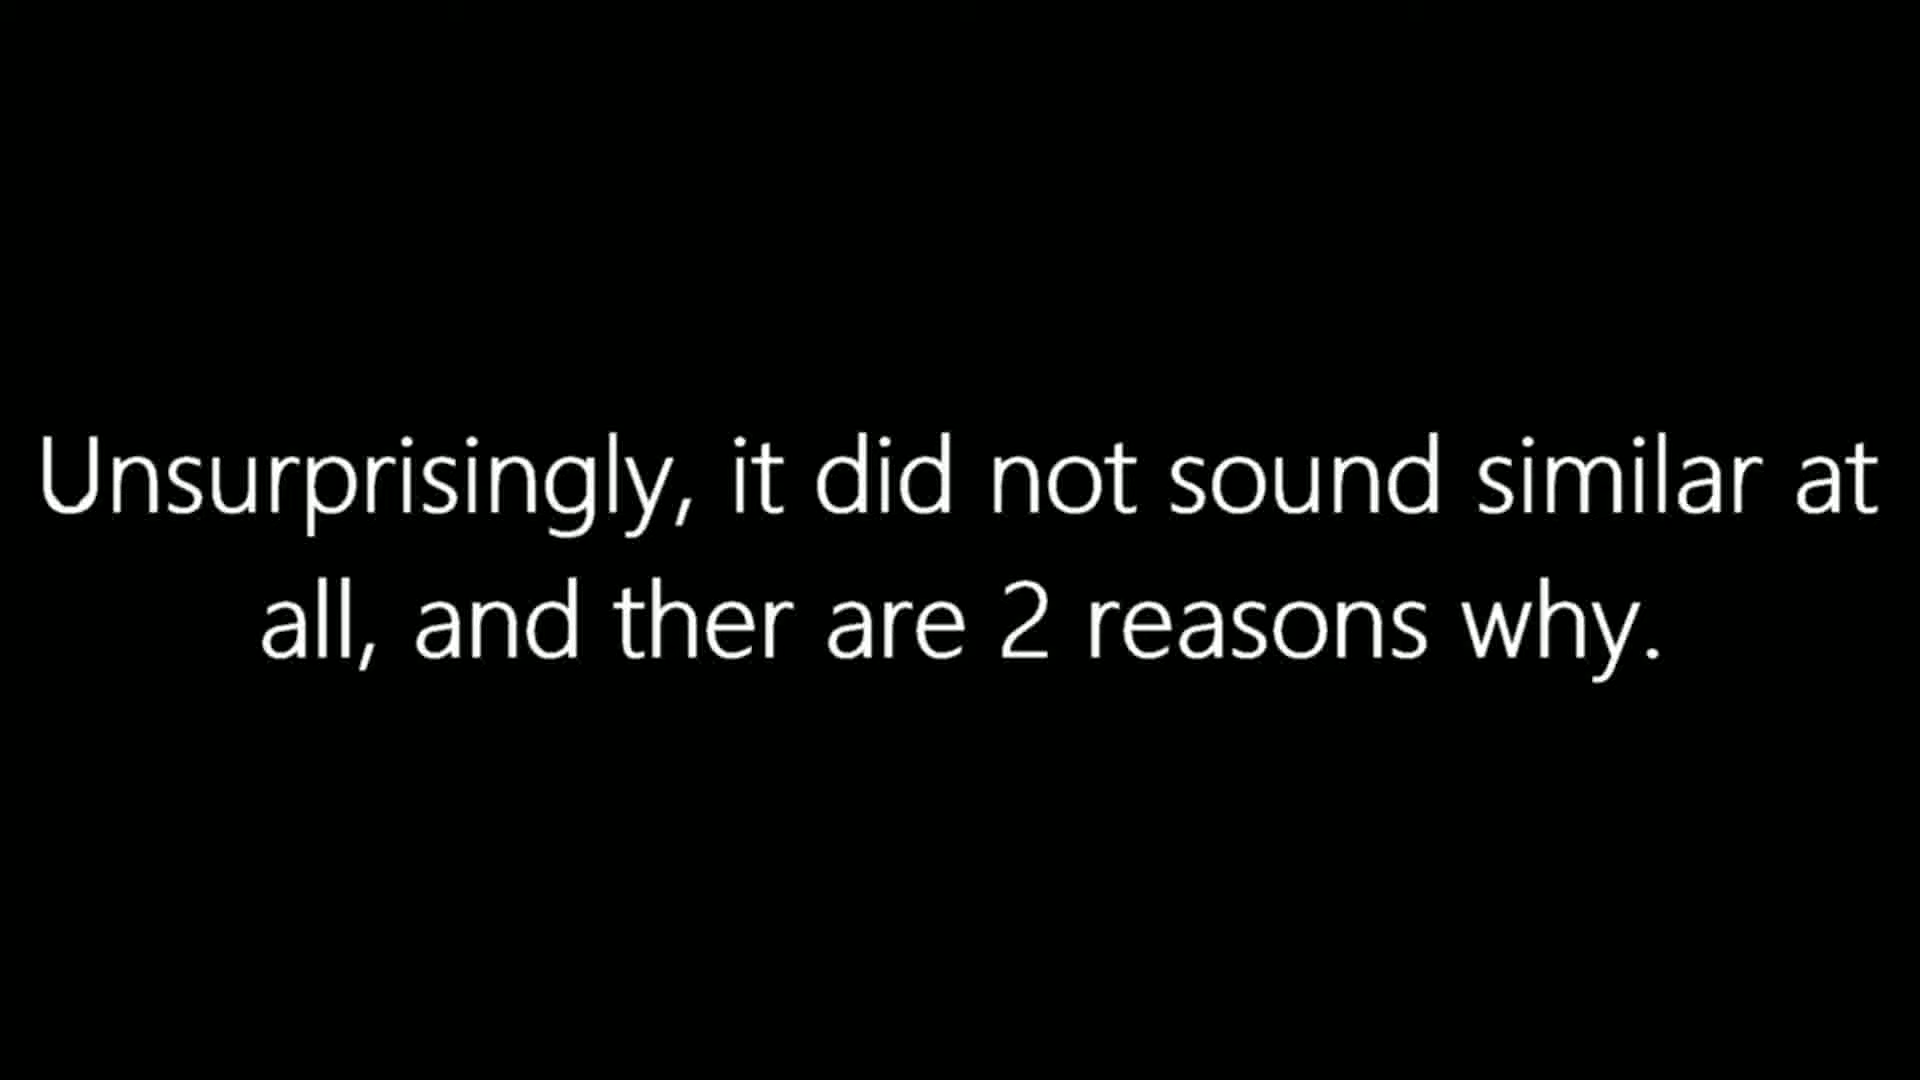 Unsurprisingly, it did not sound similar at
all, and ther are 2 reasons why.